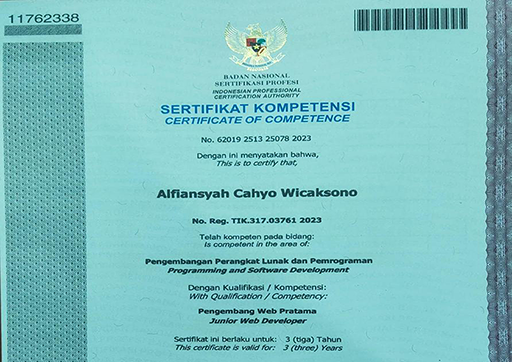 11762338
BADAN NASIONAL
SERTIFIKASI PROFESI
INDONESIAN PROFESSIONAL
CERTIFICATION AUTHORITY
SERTIFIKAT KOMPETENSI
CERTIFICATE OF COMPETENCE
No. 62019 2513 25078 2023
Dengan ini menyatakan bahwa,
This is to certify that,
Alfiansyah Cahyo Wicaksono
No. Reg. TIK.317.03761 2023
Telah kompeten pada bidang:
Is competent in the area of:
Pengembangan Perangkat Lunak dan Pemrograman
Programming and Software Development
Dengan Kualifikasi / Kompetensi:
With Qualification / Competency:
Pengembang Web Pratama
Junior Web Developer
Sertifikat ini berlaku untuk: 3 (tiga) Tahun
This certificate is valid for: 3 (three) Years